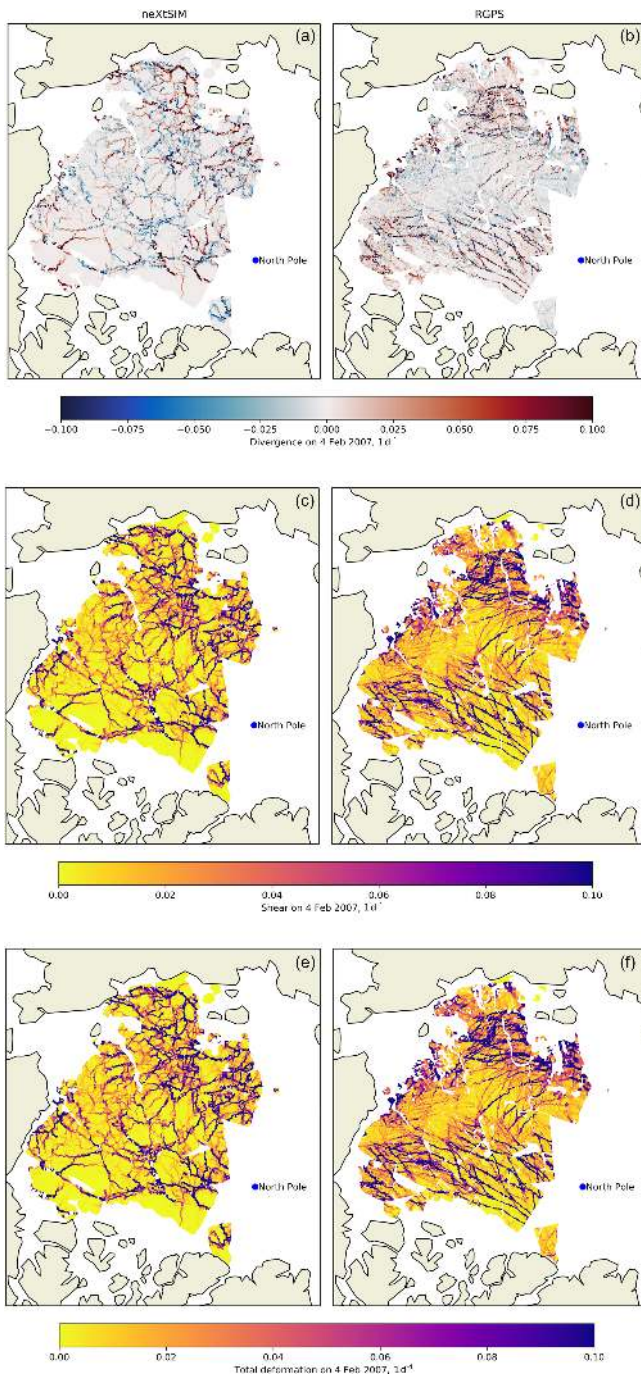 neXtSIM RGPS
(a) (b)
North Pole North Pole
−0.100 −0.075 −0.050 −0.025 0.000 0.025 0.050 0.075 0.100
Divergence on 4 Feb 2007, 1d⁻
(c) (d)
North Pole North Pole
0.00 0.02 0.04 0.06 0.08 0.10
Shear on 4 Feb 2007, 1d⁻
(e) (f)
North Pole North Pole
0.00 0.02 0.04 0.06 0.08 0.10
Total deformation on 4 Feb 2007, 1d⁻¹